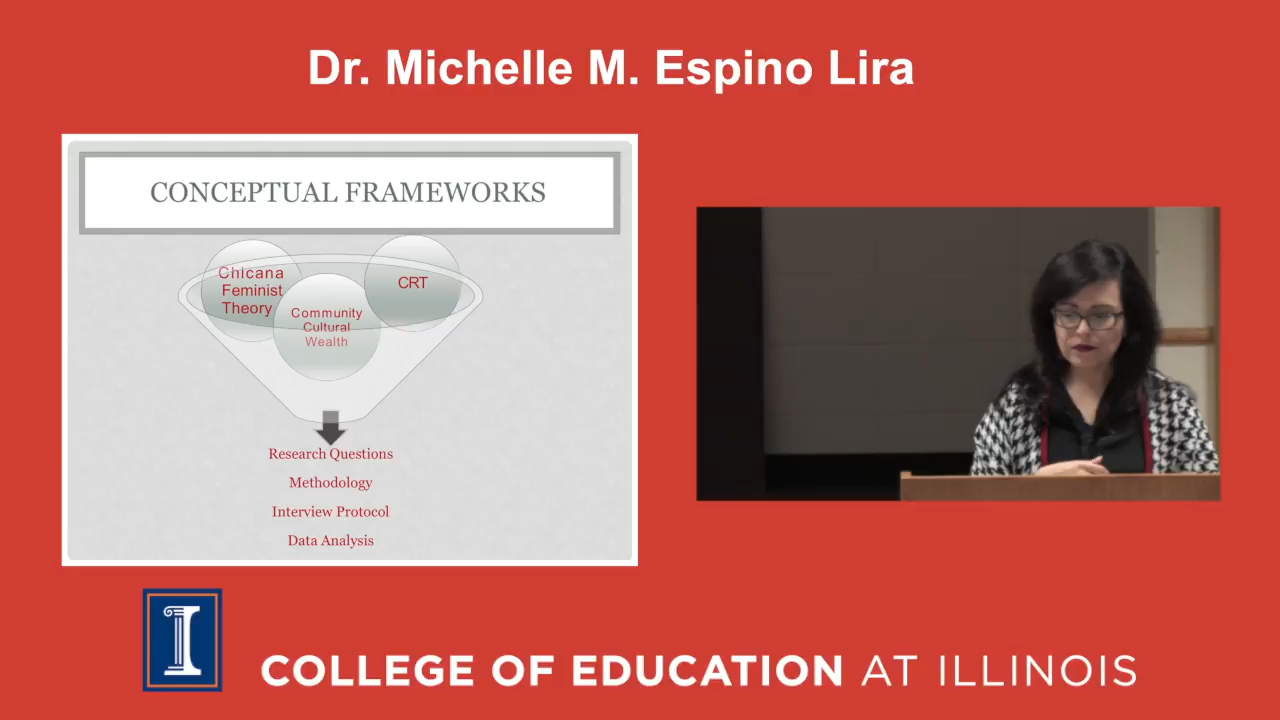 Dr. Michelle M. Espino Lira
CONCEPTUAL FRAMEWORKS
Chicana
Feminist
Theory
CRT
Community
Cultural
Wealth
Research Questions
Methodology
Interview Protocol
Data Analysis
I
COLLEGE OF EDUCATION AT ILLINOIS